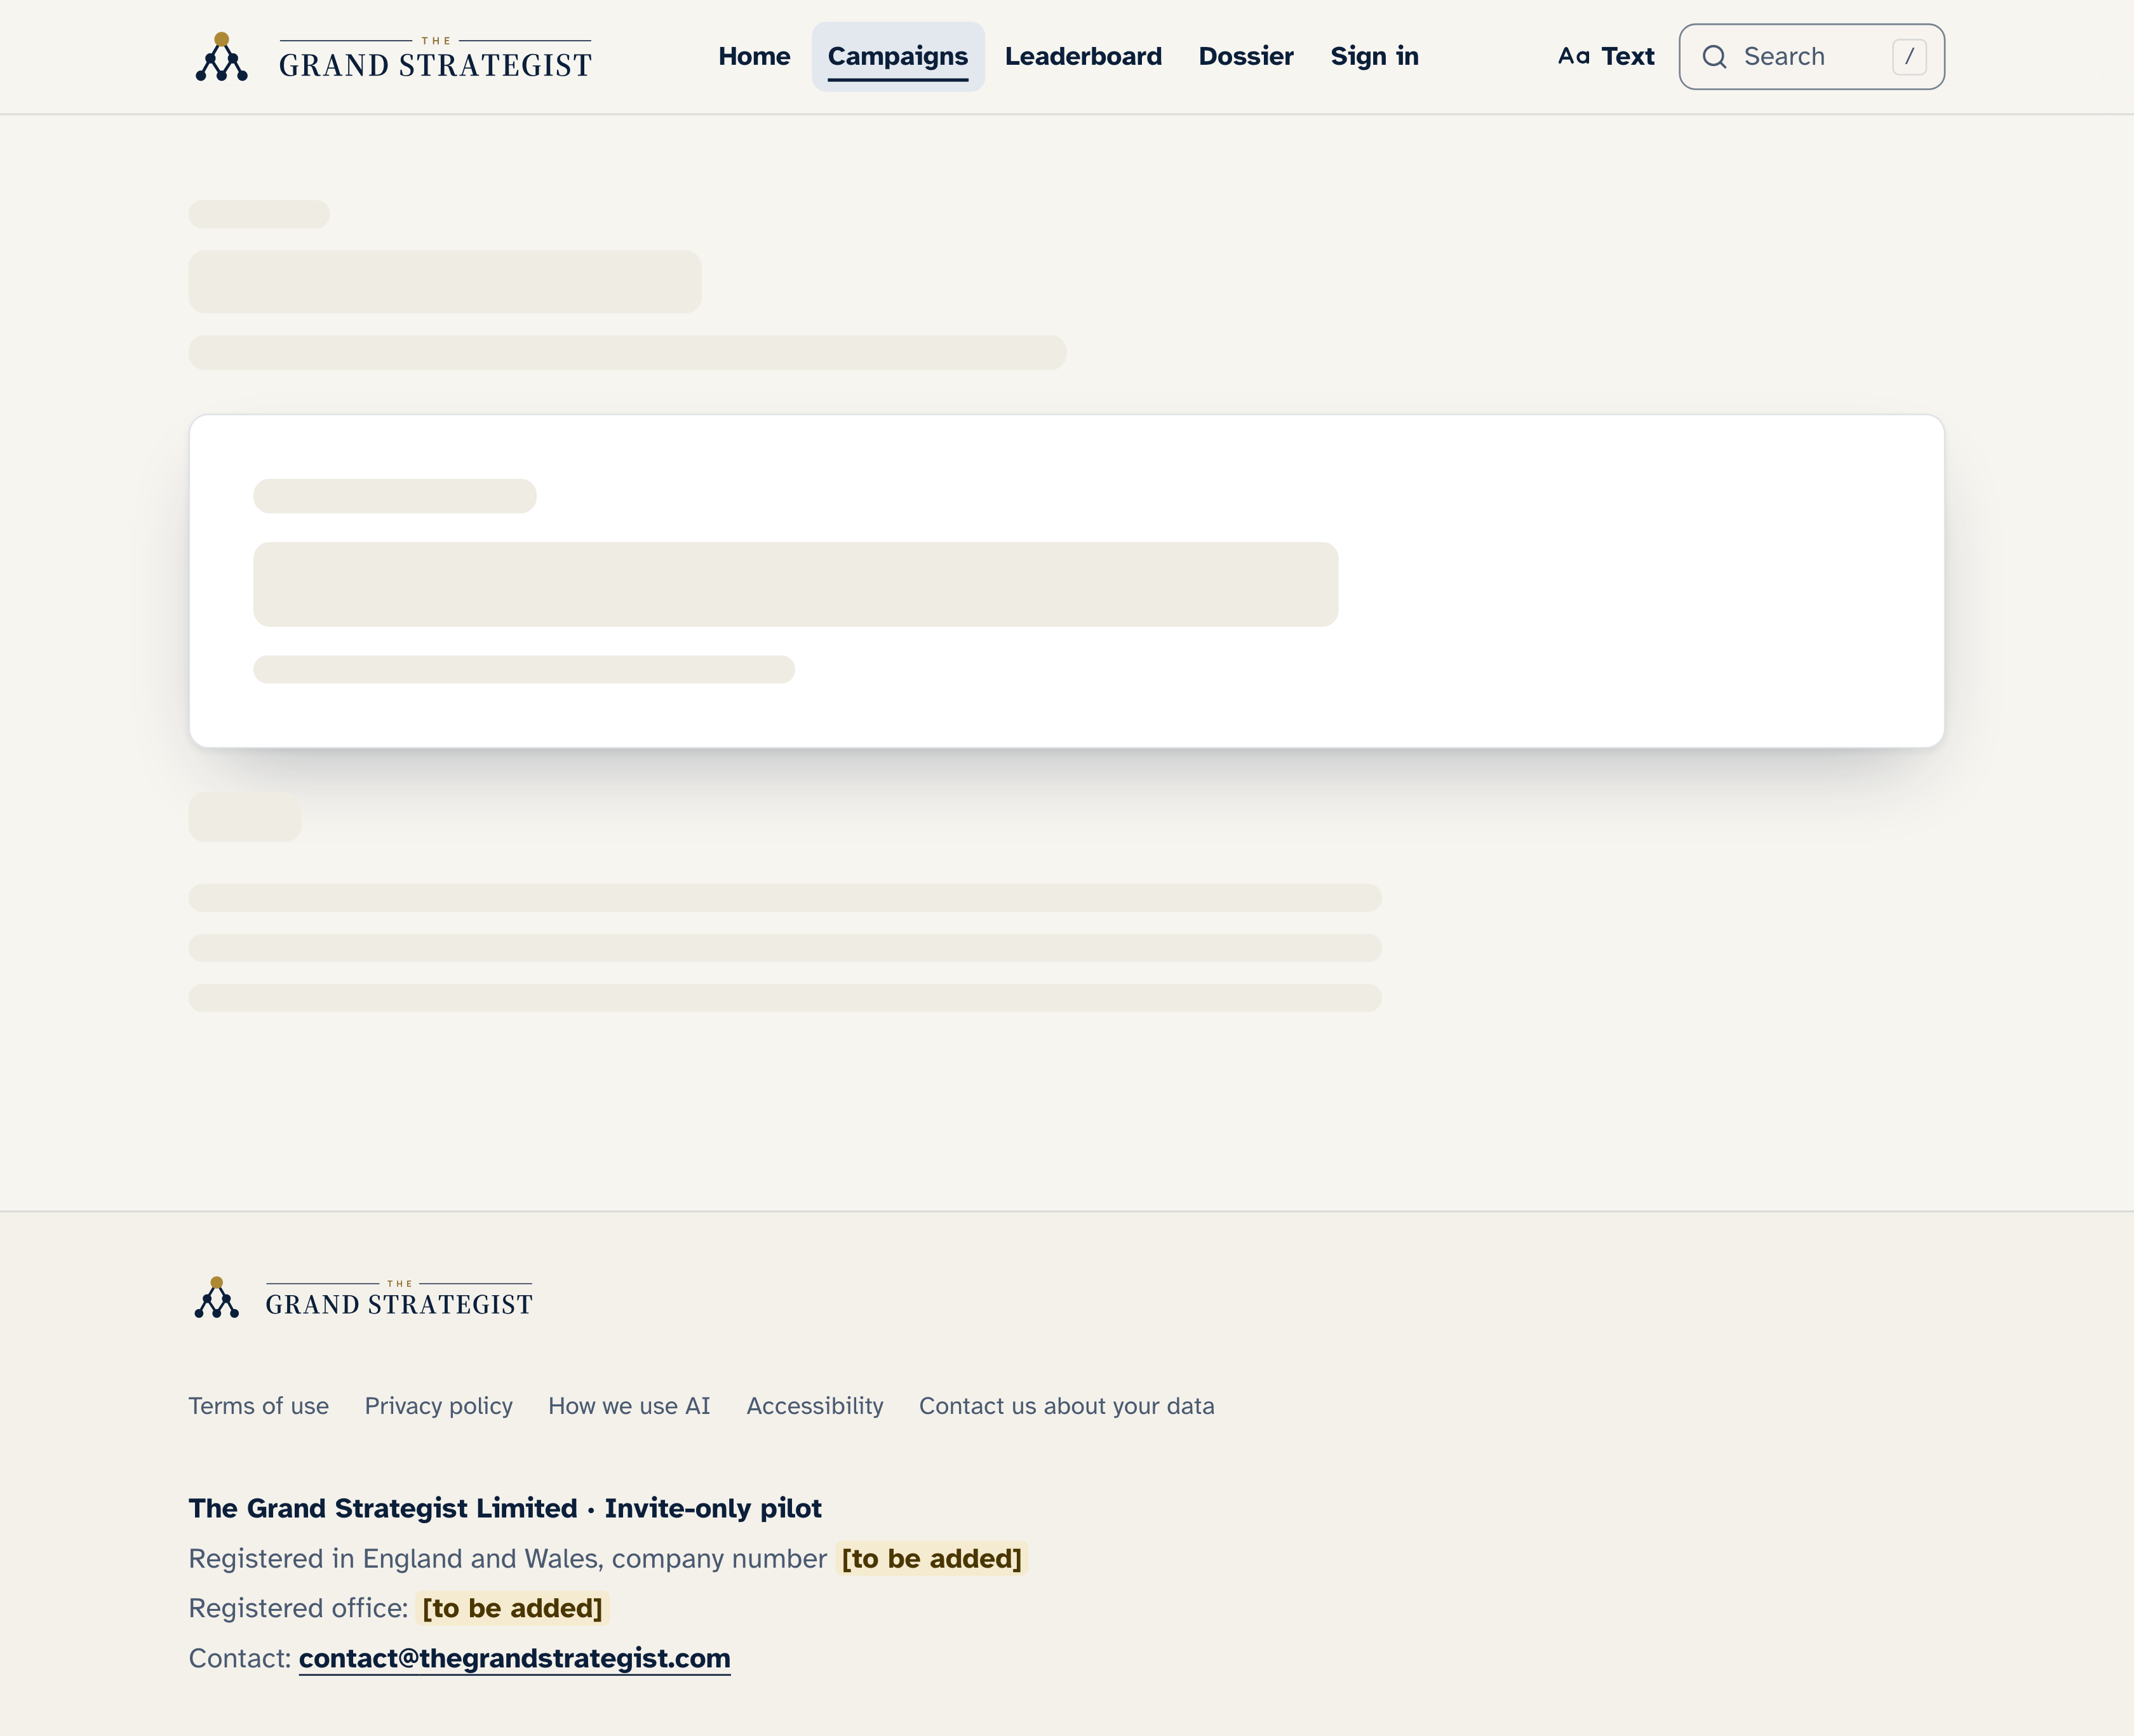 THE
GRAND STRATEGIST
Home Campaigns Leaderboard Dossier Sign in Aa Text Search /
THE
GRAND STRATEGIST
Terms of use Privacy policy How we use AI Accessibility Contact us about your data
The Grand Strategist Limited · Invite-only pilot
Registered in England and Wales, company number [to be added]
Registered office: [to be added]
Contact: contact@thegrandstrategist.com